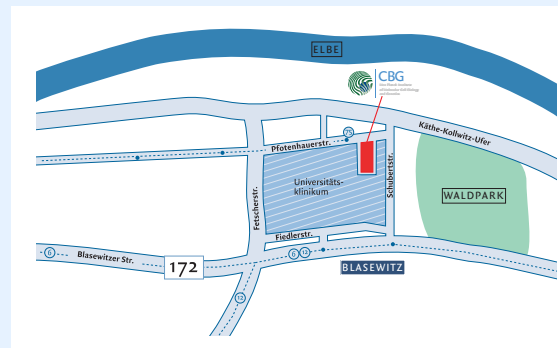 ELBE
CBG
Käthe-Kollwitz-Ufer
75
Pfotenhauerstr.
Universitäts-
klinikum
Fetscherstr.
Schubertstr.
WALDPARK
Fiedlerstr.
6
Blasewitzer Str.
172
6
12
BLASEWITZ
12